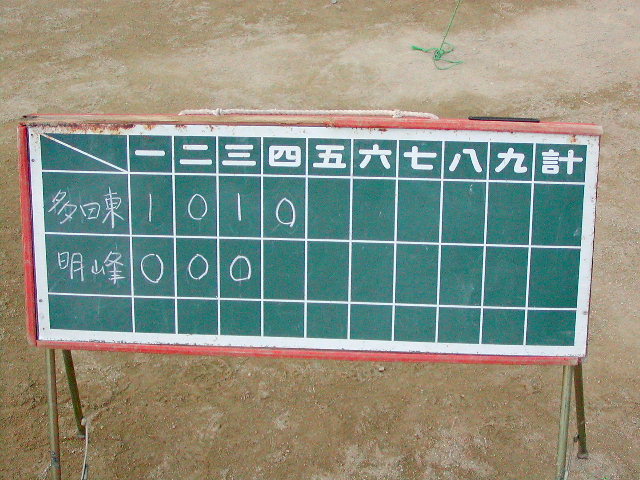 一 二 三 四 五 六 七 八 九 計
多田東 1 0 1 0
明峰 0 0 0